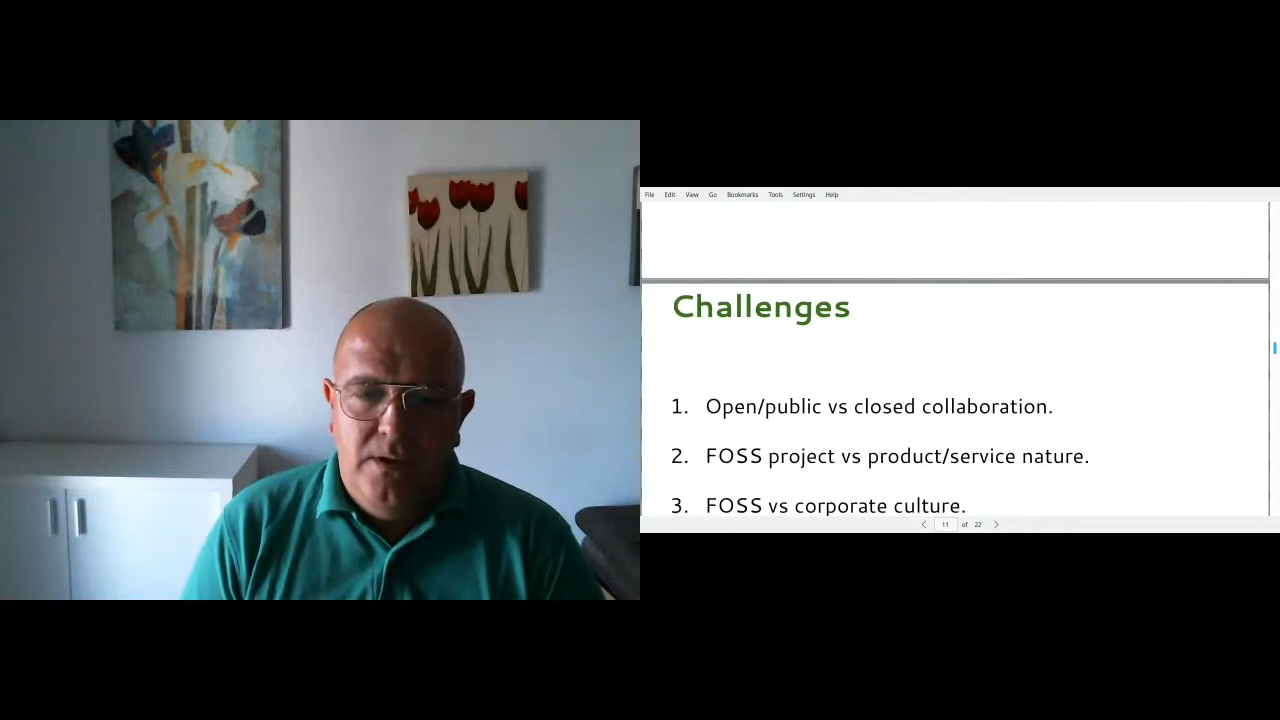 File Edit View Go Bookmarks Tools Settings Help
Challenges
1. Open/public vs closed collaboration.
2. FOSS project vs product/service nature.
3. FOSS vs corporate culture.
11 of 22